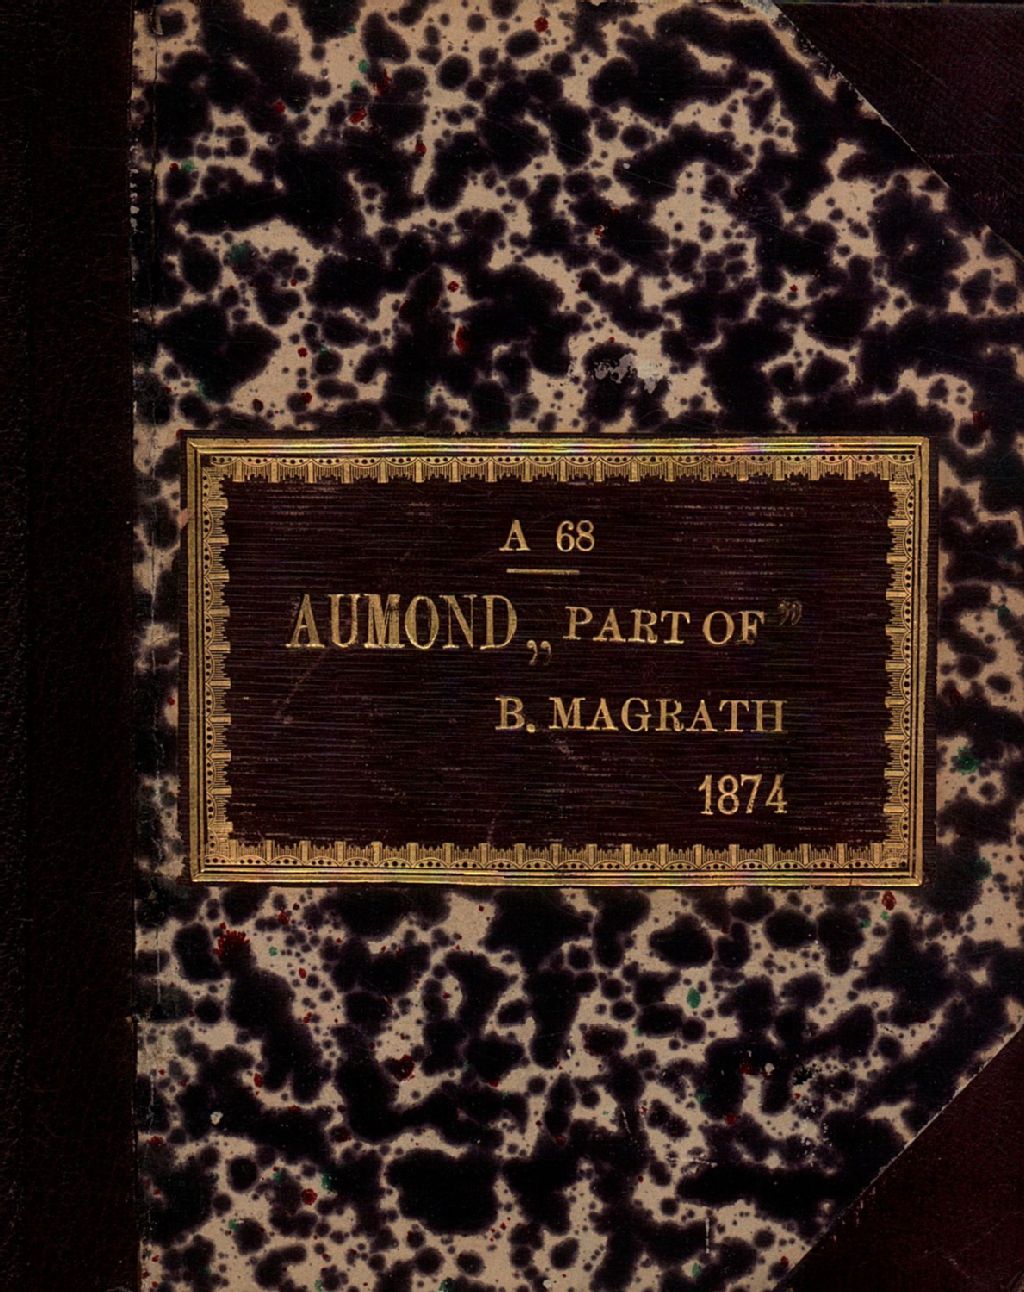 A 68
AUMOND „ PART OF ”
B. MAGRATH
1874